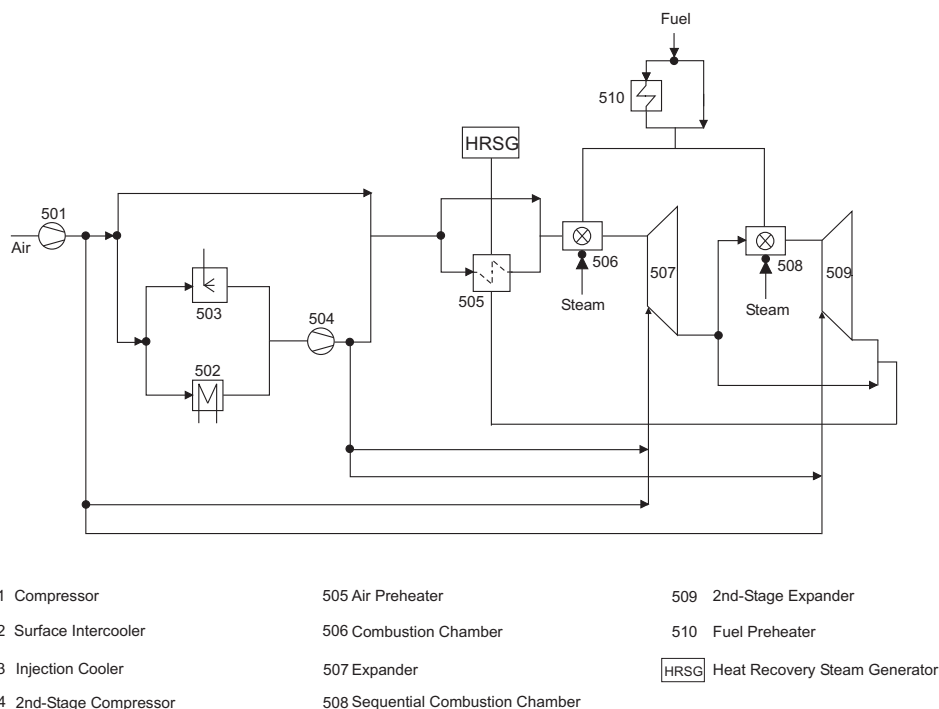 Fuel
510
HRSG
501
Air
503
504
502
505
506
Steam
507
508
Steam
509
1 Compressor
2 Surface Intercooler
3 Injection Cooler
4 2nd-Stage Compressor
505 Air Preheater
506 Combustion Chamber
507 Expander
508 Sequential Combustion Chamber
509 2nd-Stage Expander
510 Fuel Preheater
HRSG Heat Recovery Steam Generator